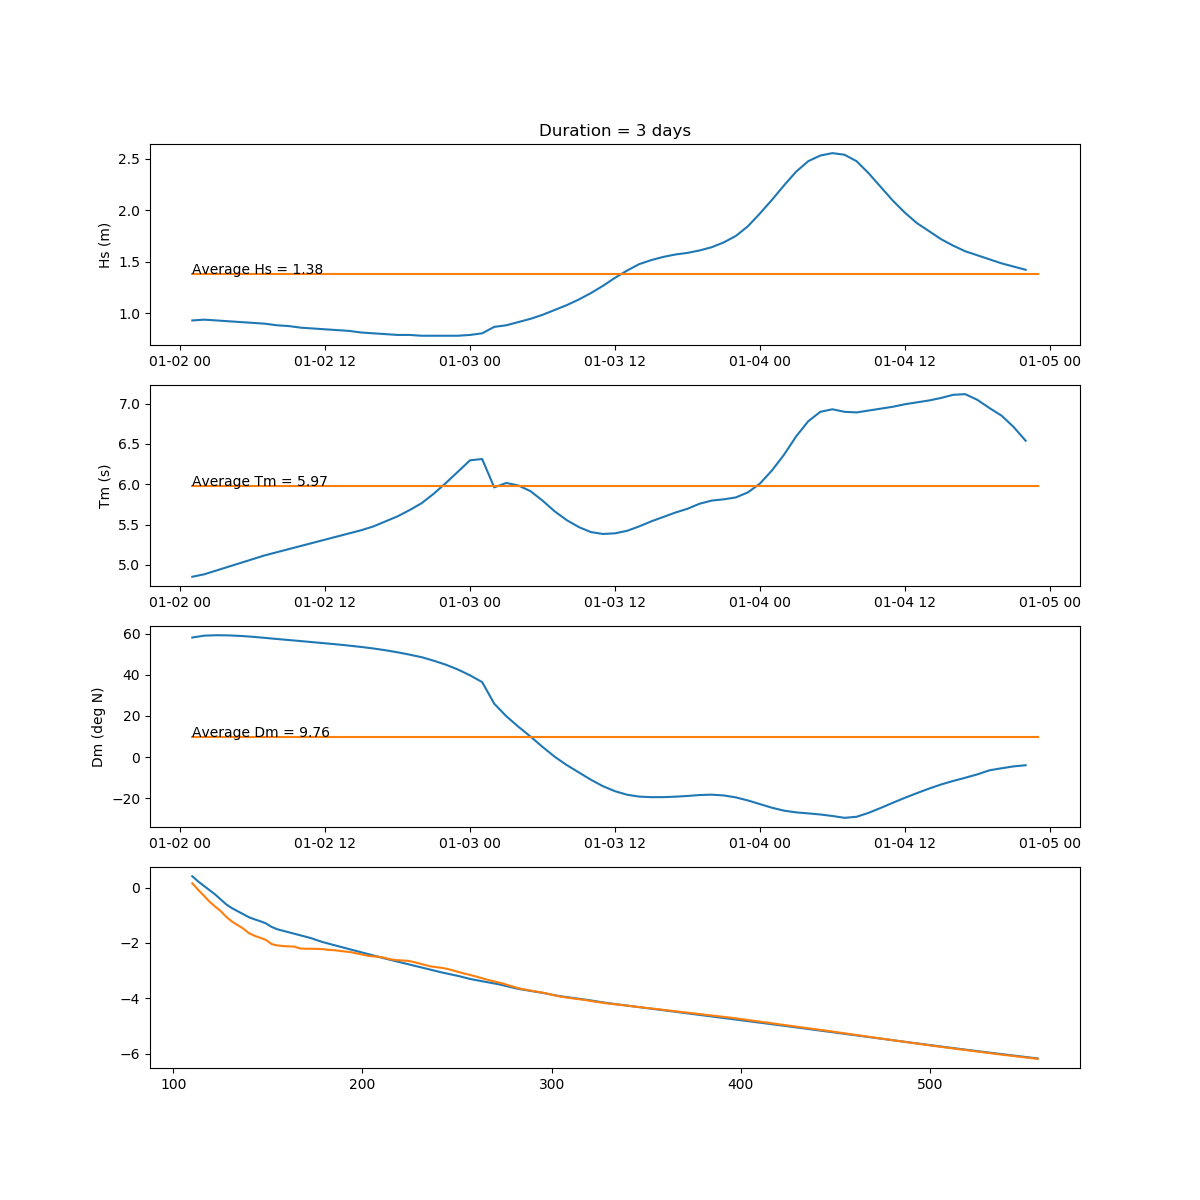 Duration = 3 days
2.5
2.0
1.5
1.0
Hs (m)
Average Hs = 1.38
01-02 00 01-02 12 01-03 00 01-03 12 01-04 00 01-04 12 01-05 00
7.0
6.5
6.0
5.5
5.0
Tm (s)
Average Tm = 5.97
01-02 00 01-02 12 01-03 00 01-03 12 01-04 00 01-04 12 01-05 00
60
40
20
0
−20
Dm (deg N)
Average Dm = 9.76
01-02 00 01-02 12 01-03 00 01-03 12 01-04 00 01-04 12 01-05 00
0
−2
−4
−6
100 200 300 400 500